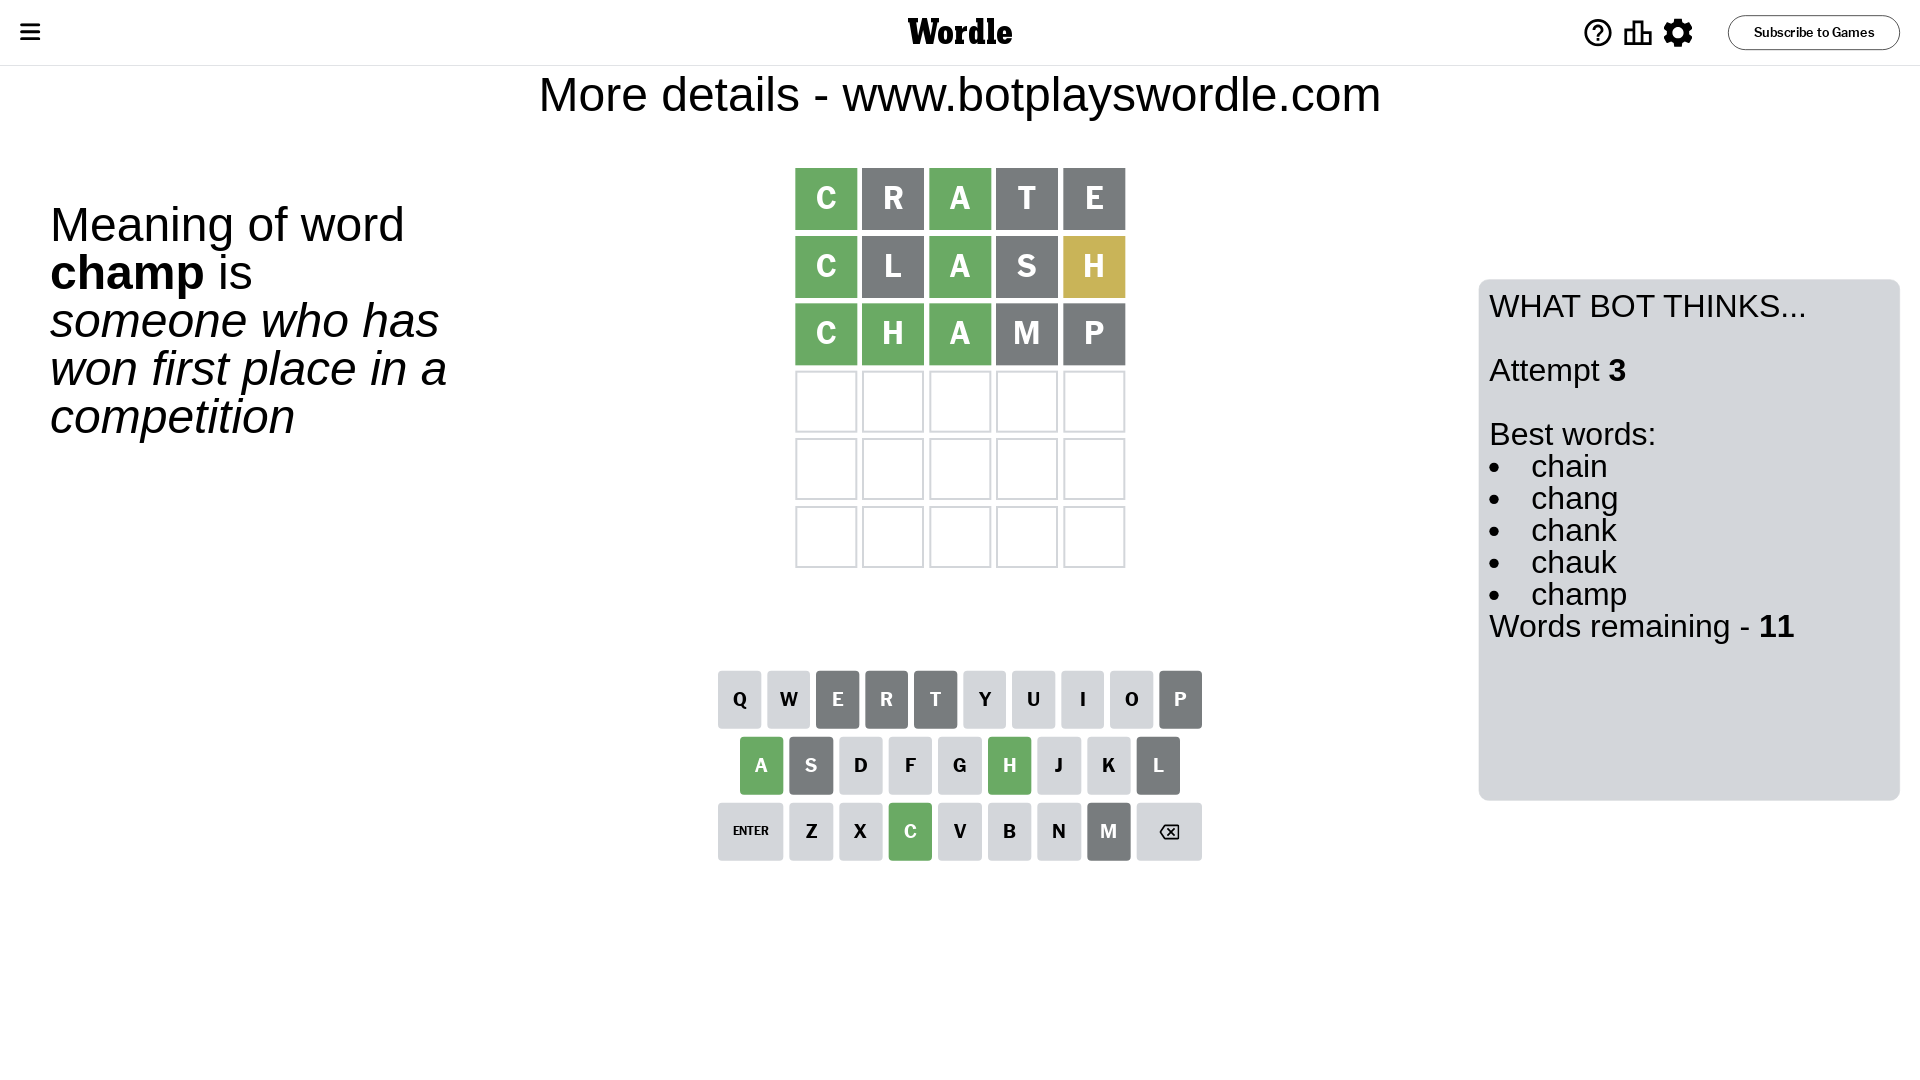 Wordle
Subscribe to Games
More details - www.botplayswordle.com
Meaning of word
champ is
someone who has
won first place in a
competition
C R A T E
C L A S H
C H A M P
WHAT BOT THINKS...
Attempt 3
Best words:
• chain
• chang
• chank
• chauk
• champ
Words remaining - 11
Q W E R T Y U I O P
A S D F G H J K L
ENTER Z X C V B N M